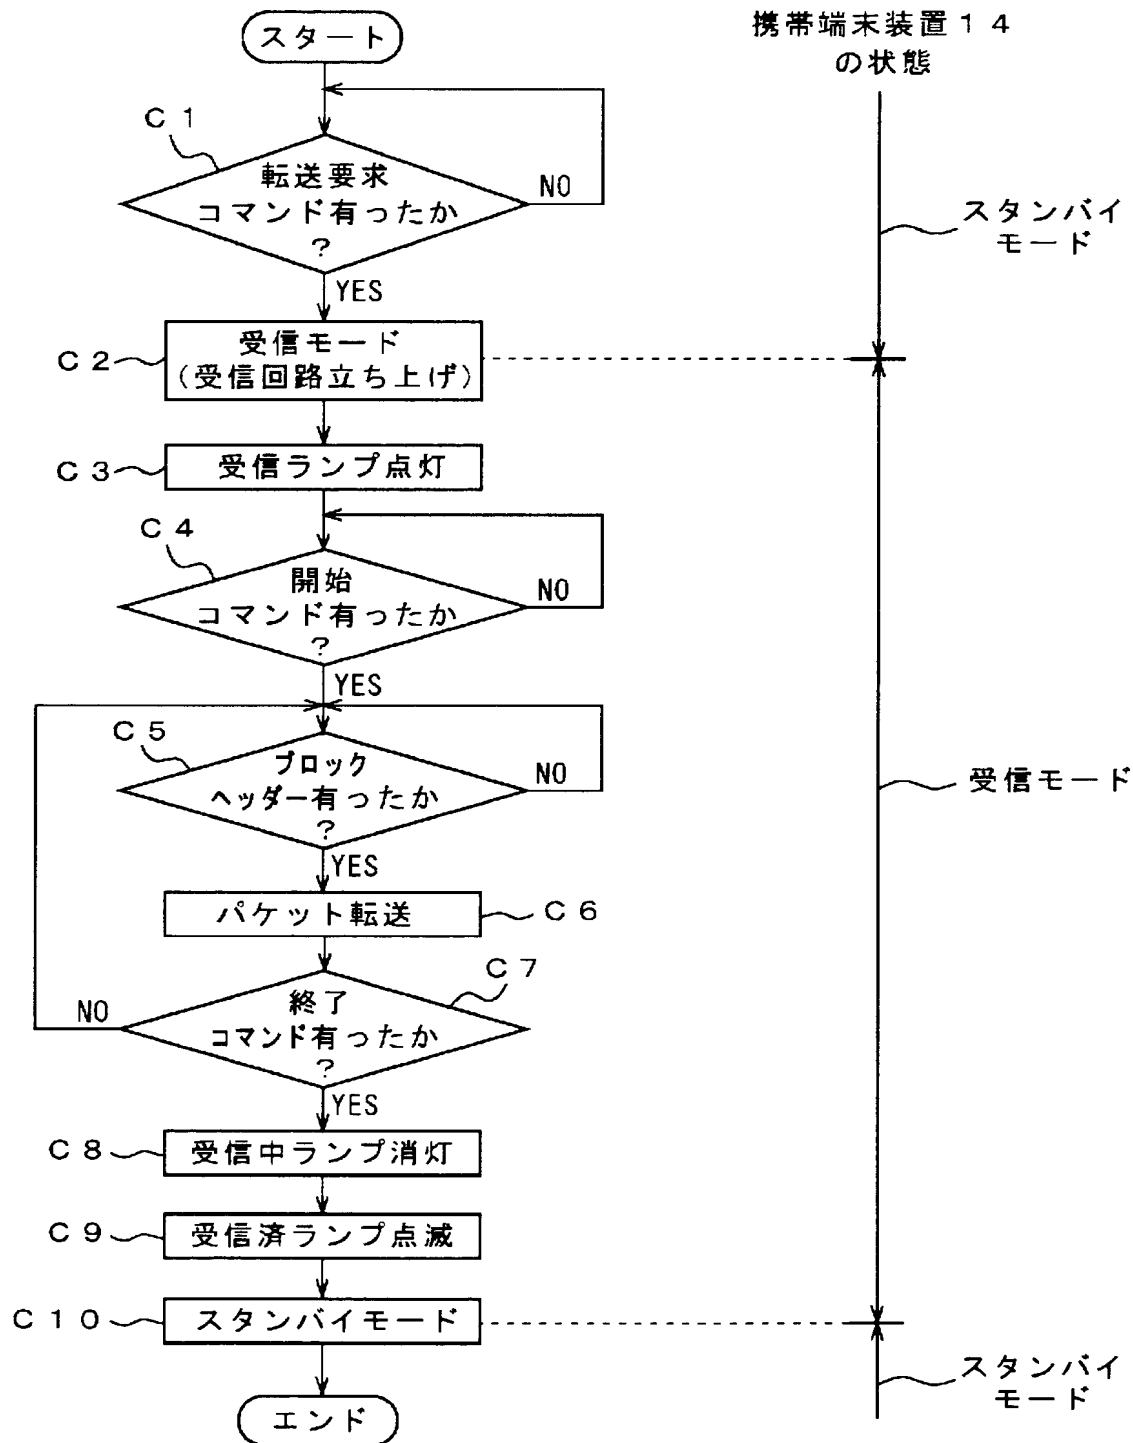 スタート
携帯端末装置14
の状態
C1
転送要求
コマンド有ったか
?
NO
YES
スタンバイ
モード
C2
受信モード
(受信回路立ち上げ)
C3
受信ランプ点灯
C4
開始
コマンド有ったか
?
NO
YES
C5
ブロック
ヘッダー有ったか
?
NO
YES
受信モード
パケット転送
C6
C7
終了
コマンド有ったか
?
NO
YES
C8
受信中ランプ消灯
C9
受信済ランプ点滅
C10
スタンバイモード
スタンバイ
モード
エンド